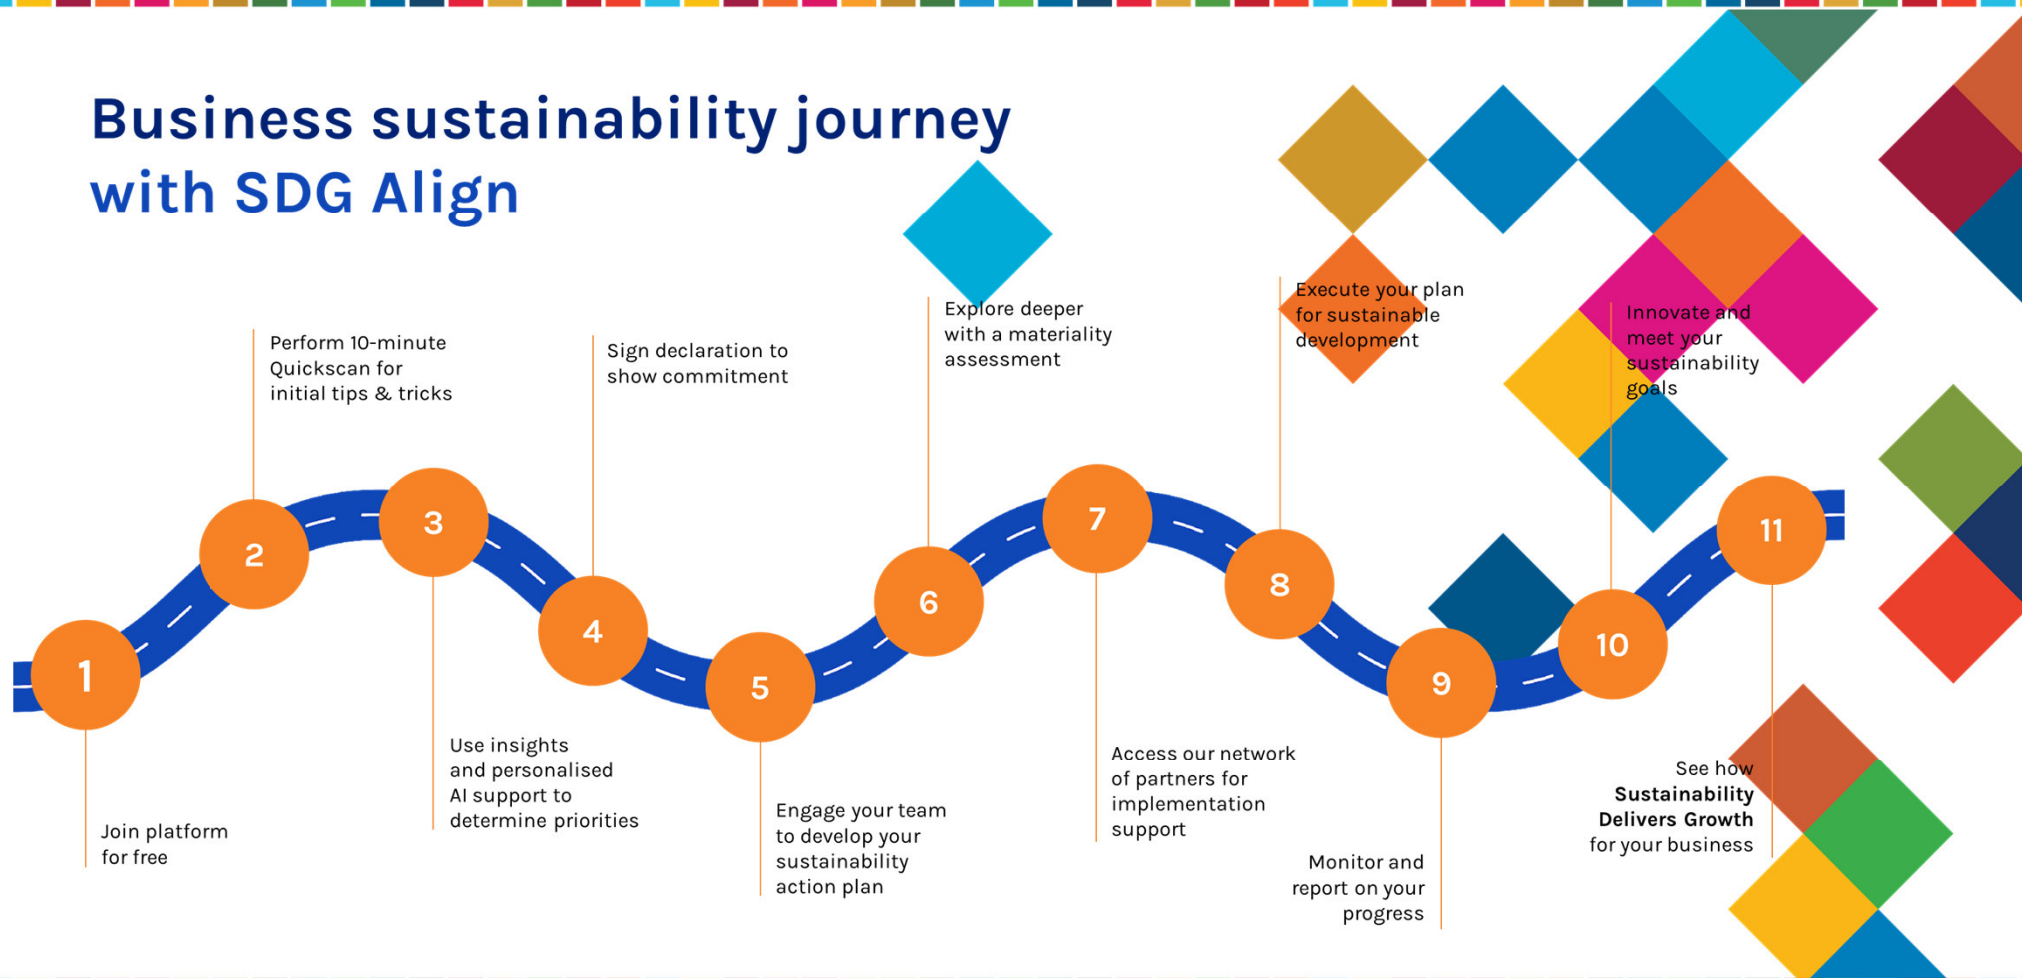 Business sustainability journey
with SDG Align
1
Join platform
for free
2
Perform 10-minute
Quickscan for
initial tips & tricks
3
Use insights
and personalised
AI support to
determine priorities
4
Sign declaration to
show commitment
5
Engage your team
to develop your
sustainability
action plan
6
Explore deeper
with a materiality
assessment
7
Access our network
of partners for
implementation
support
8
Execute your plan
for sustainable
development
9
Monitor and
report on your
progress
10
Innovate and
meet your
sustainability
goals
11
See how
Sustainability
Delivers Growth
for your business